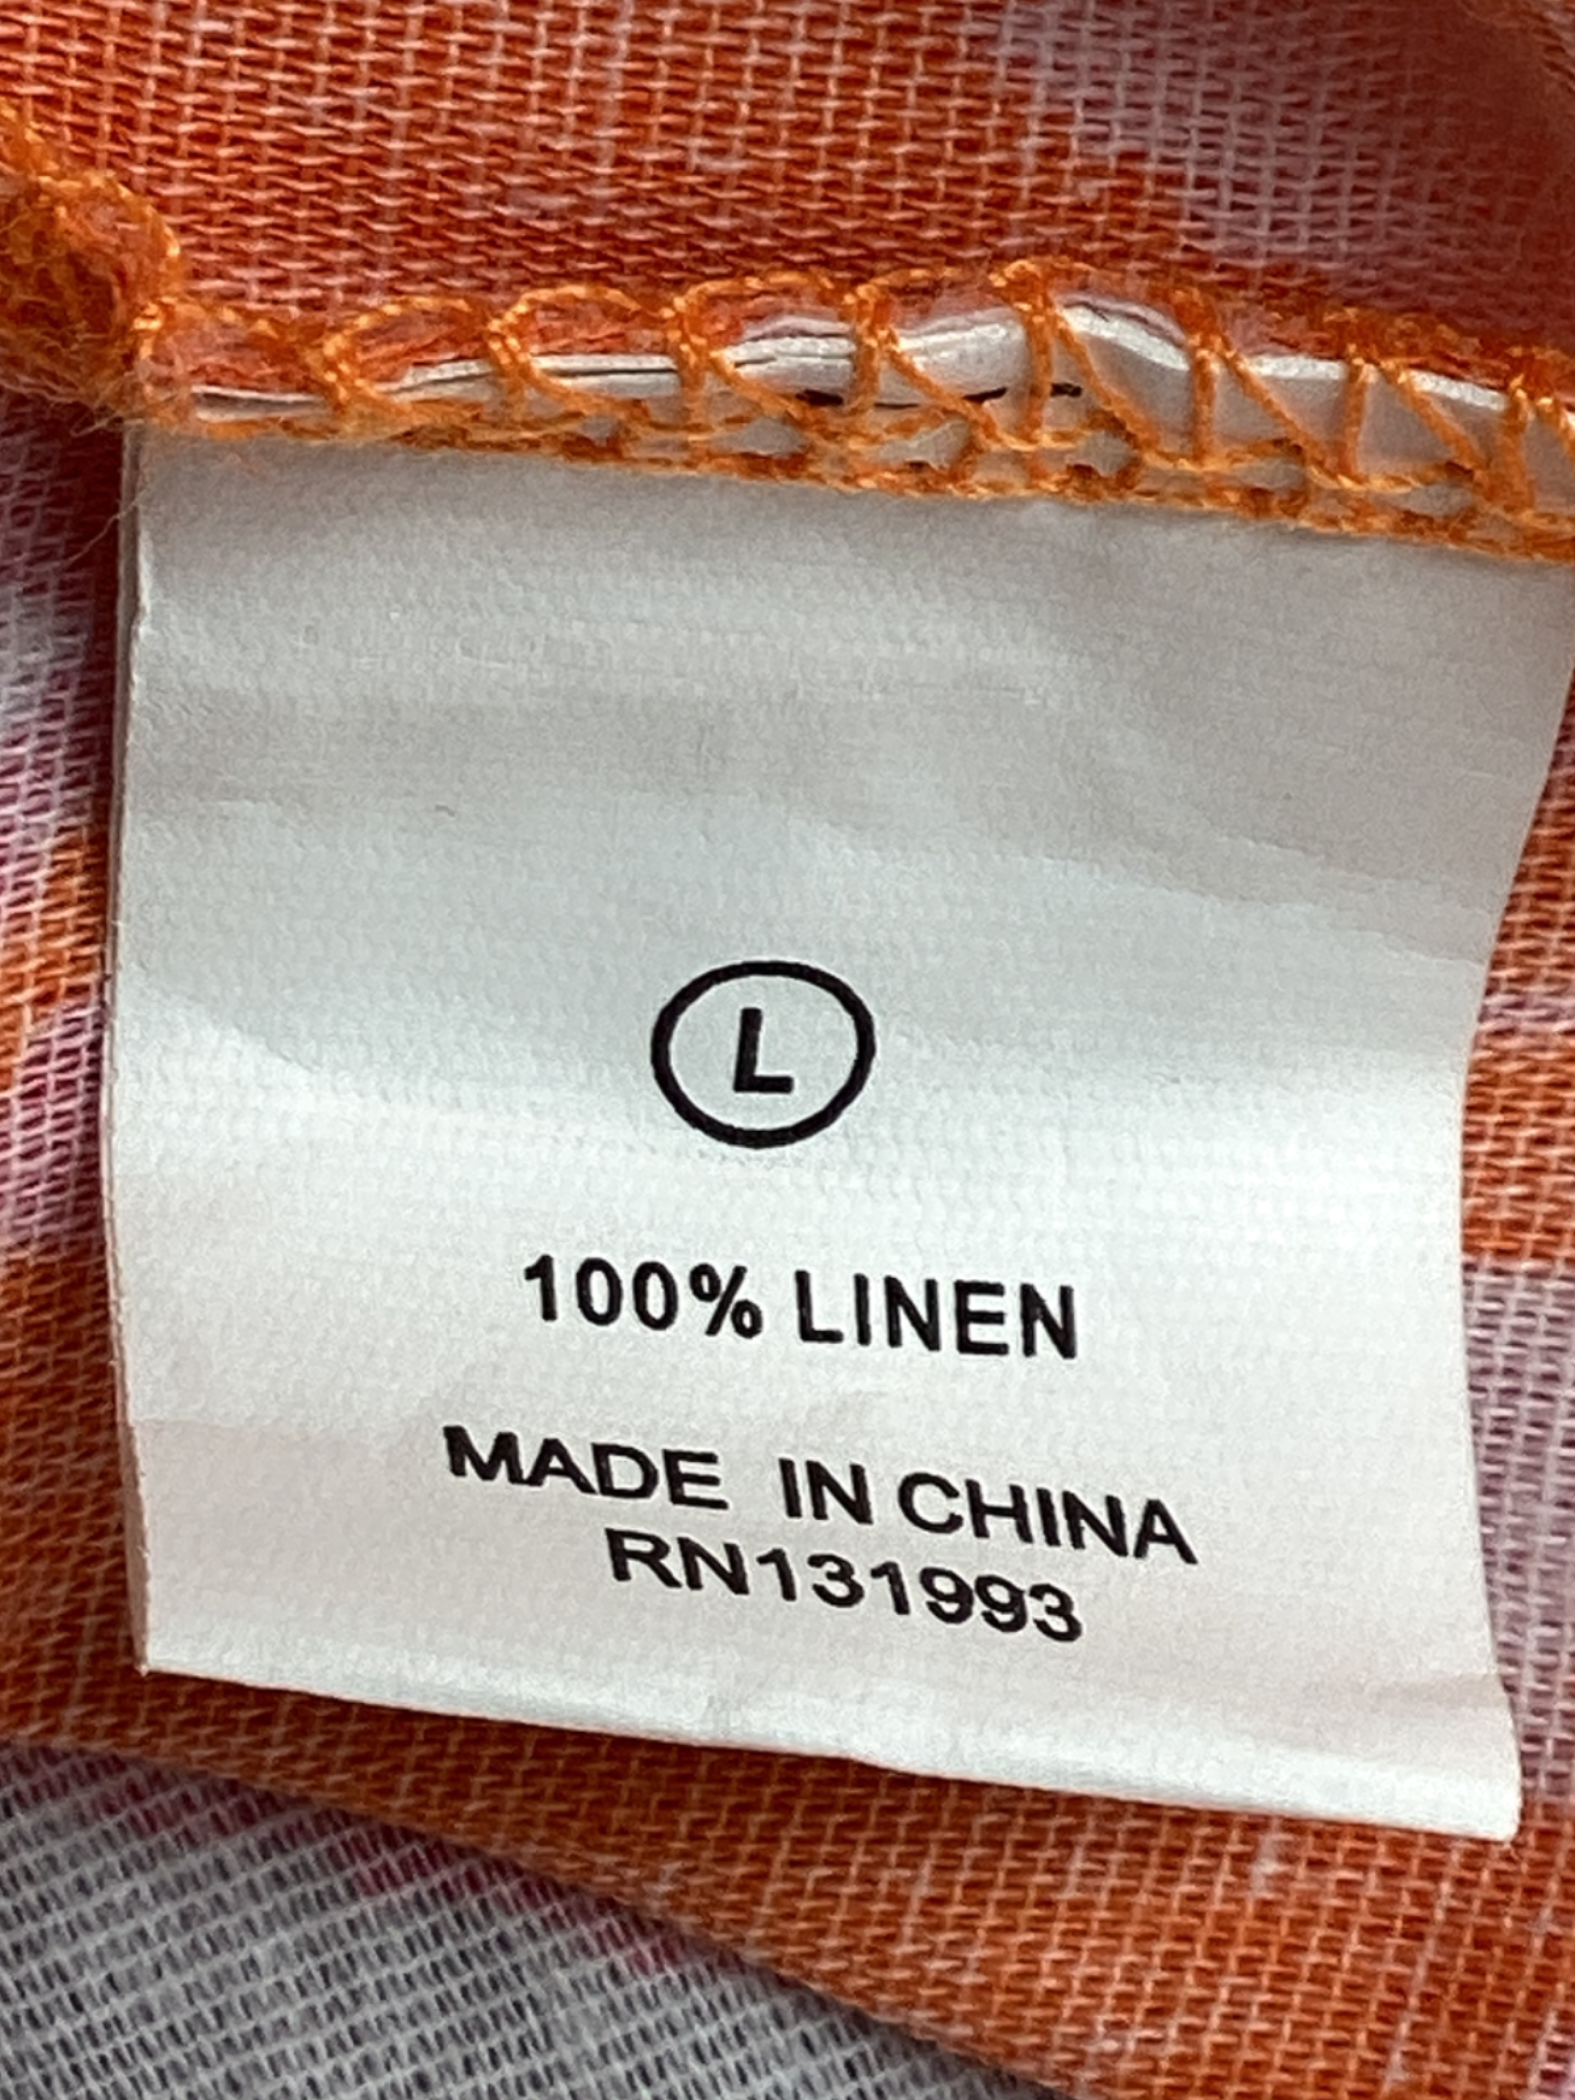 L
100% LINEN
MADE IN CHINA
RN131993